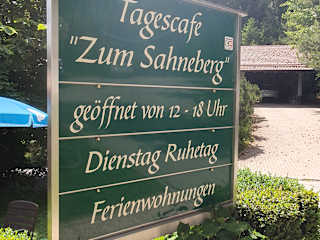 Tagescafe
"Zum Sahneberg"
geöffnet von 12 - 18 Uhr
Dienstag Ruhetag
Ferienwohnungen